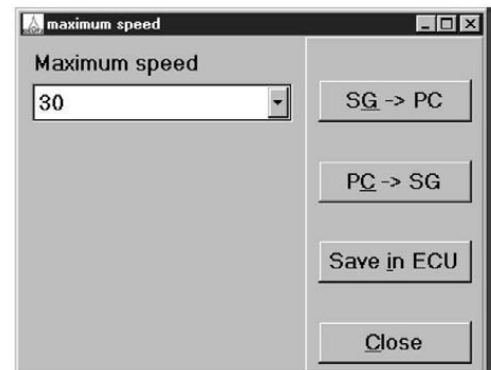 maximum speed
Maximum speed
30
SG -> PC
PC -> SG
Save in ECU
Close